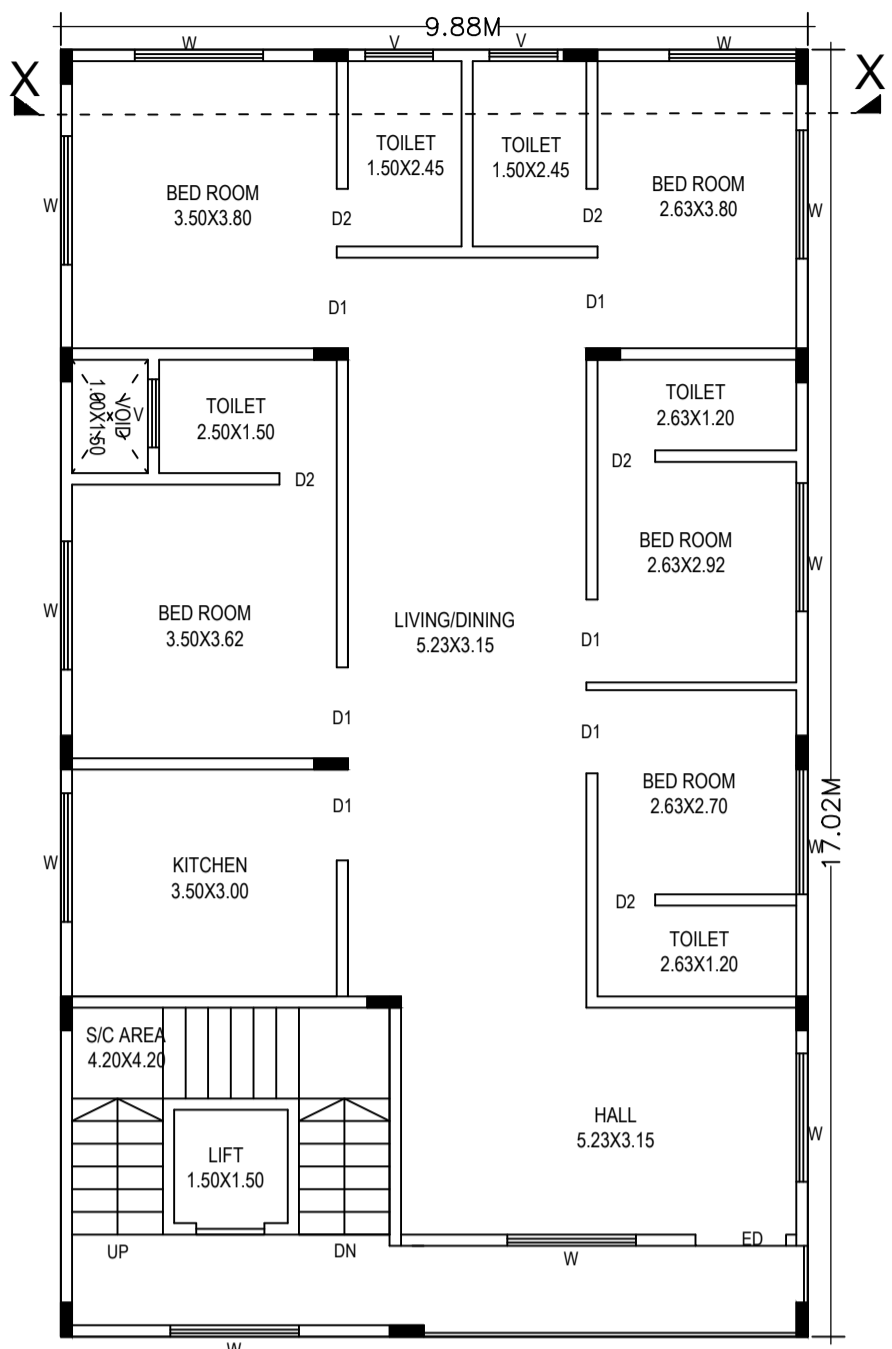 9.88M
W
V
V
W
X
X
TOILET
1.50X2.45
TOILET
1.50X2.45
BED ROOM
3.50X3.80
BED ROOM
2.63X3.80
W
W
D2
D2
D1
D1
VOID
1.00X1.50
V
TOILET
2.50X1.50
TOILET
2.63X1.20
D2
D2
BED ROOM
2.63X2.92
W
BED ROOM
3.50X3.62
W
LIVING/DINING
5.23X3.15
D1
D1
D1
BED ROOM
2.63X2.70
17.02M
D1
W
W
KITCHEN
3.50X3.00
D2
TOILET
2.63X1.20
S/C AREA
4.20X4.20
HALL
5.23X3.15
W
LIFT
1.50X1.50
UP
DN
W
ED
W